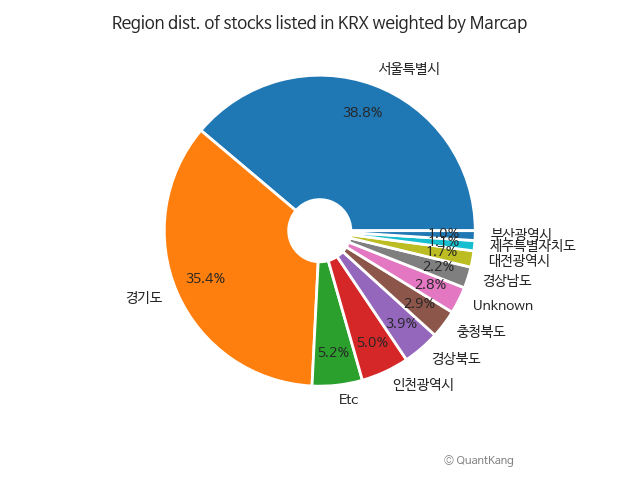 Region dist. of stocks listed in KRX weighted by Marcap
서울특별시
38.8%
경기도
35.4%
Etc
5.2%
인천광역시
5.0%
경상북도
3.9%
충청북도
2.9%
Unknown
2.8%
경상남도
2.2%
대전광역시
1.7%
제주특별자치도
1.1%
부산광역시
1.0%
© QuantKang